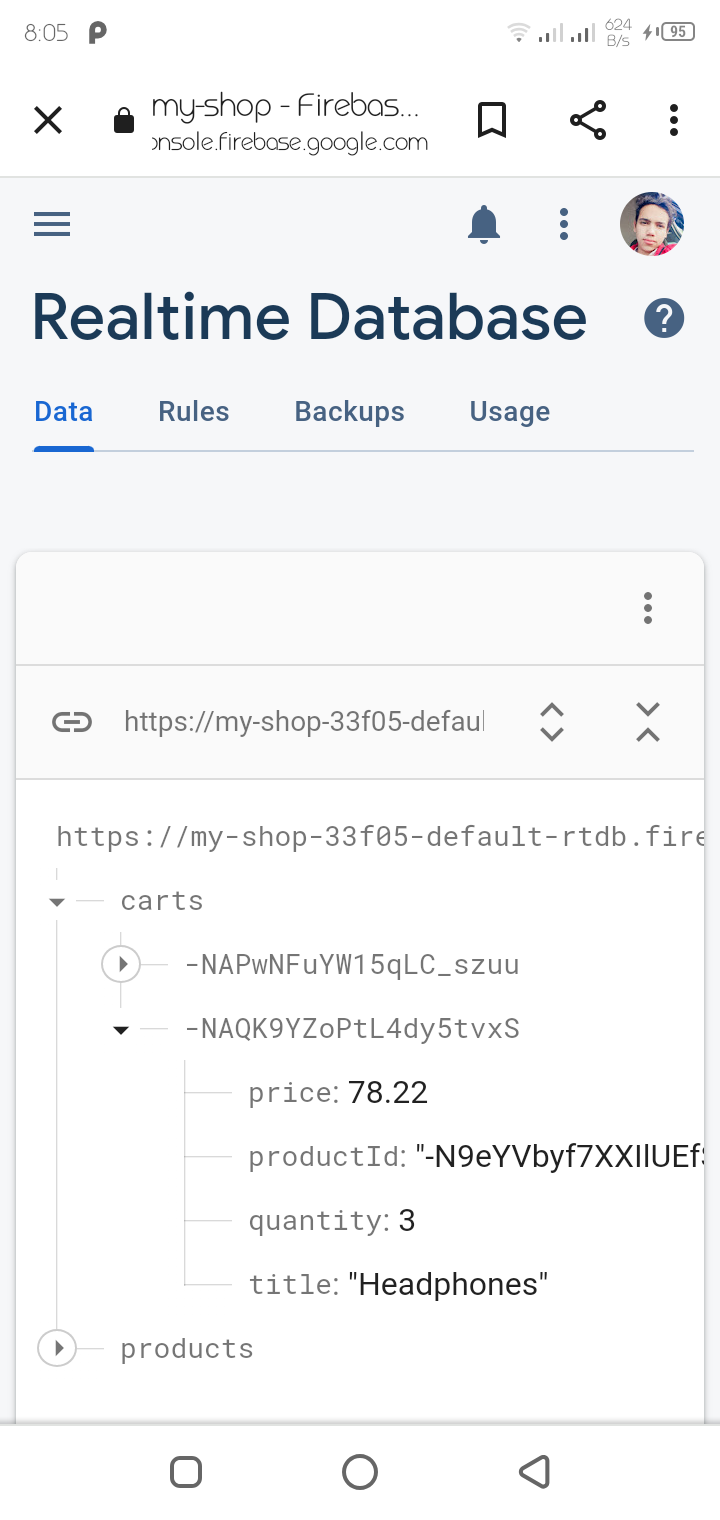 8:05
624
B/s
95
my-shop - Firebas...
onsole.firebase.google.com
Realtime Database
?
Data Rules Backups Usage
https://my-shop-33f05-defaul
https://my-shop-33f05-default-rtdb.fire
carts
-NAPwNFuYW15qLC_szuu
-NAQK9YZoPtL4dy5tvxS
price: 78.22
productId: "-N9eYVbyf7XXIlUEfS
quantity: 3
title: "Headphones"
products